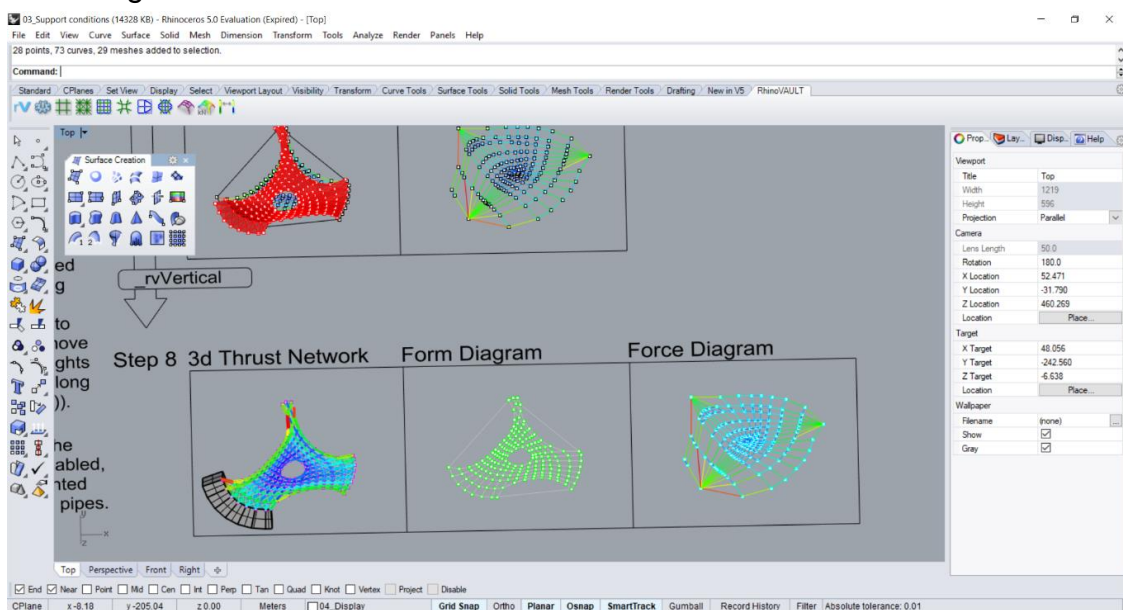 03_Support conditions (14328 KB) - Rhinoceros 5.0 Evaluation (Expired) - [Top]
File Edit View Curve Surface Solid Mesh Dimension Transform Tools Analyze Render Panels Help
28 points, 73 curves, 29 meshes added to selection.
Command:
Standard CPlanes Set View Display Select Viewport Layout Visibility Transform Curve Tools Surface Tools Solid Tools Mesh Tools Render Tools Drafting New in V5 RhinoVAULT
Top
Surface Creation
Prop.. Lay.. Disp.. Help
Viewport
Title Top
Width 1219
Height 596
Projection Parallel
Camera
Lens Length 50.0
Rotation 180.0
X Location 52.471
Y Location -31.790
Z Location 460.269
Location Place...
Target
X Target 48.056
Y Target -242.560
Z Target -6.638
Location Place...
Wallpaper
Filename (none) ...
Show
Gray
ed
g
_rvVertical
to
ove
ghts
long
)).
Step 8 3d Thrust Network Form Diagram Force Diagram
he
abled,
nted
pipes.
y
x
z
Top Perspective Front Right
End Near Point Mid Cen Int Perp Tan Quad Knot Vertex Project Disable
CPlane x -8.18 y -205.04 z 0.00 Meters 04_Display Grid Snap Ortho Planar Osnap SmartTrack Gumball Record History Filter Absolute tolerance: 0.01